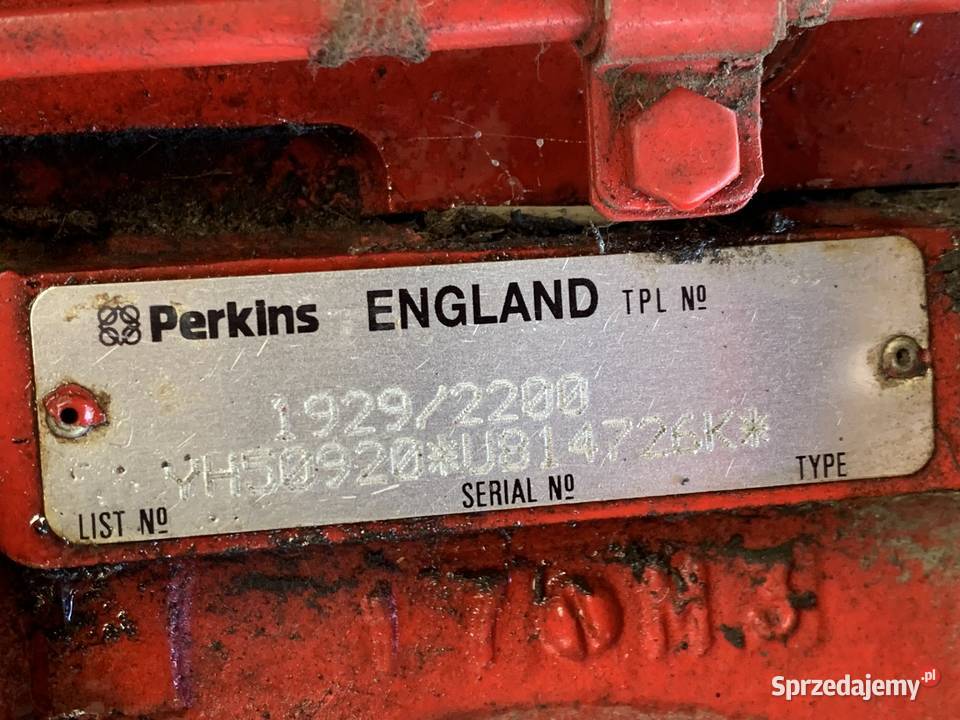 Perkins ENGLAND TPL Nº
1929/2200
YH50920*U814726K*
LIST Nº SERIAL Nº TYPE
Sprzedajemy.pl